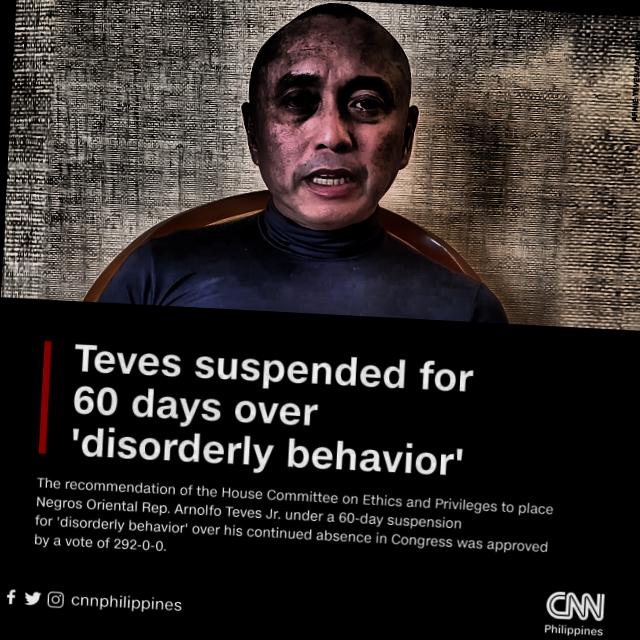 Teves suspended for
60 days over
'disorderly behavior'
The recommendation of the House Committee on Ethics and Privileges to place
Negros Oriental Rep. Arnolfo Teves Jr. under a 60-day suspension
for 'disorderly behavior' over his continued absence in Congress was approved
by a vote of 292-0-0.
cnnphilippines
CNN
Philippines